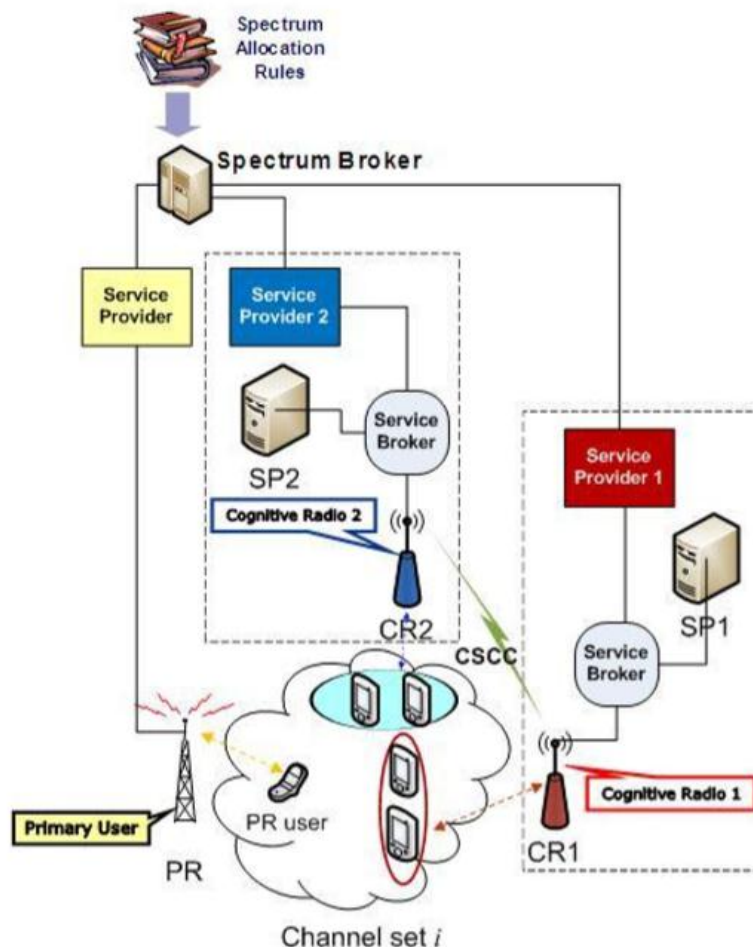 Spectrum
Allocation
Rules
Spectrum Broker
Service
Provider
Service
Provider 2
Service
Broker
SP2
Cognitive Radio 2
CR2
Service
Provider 1
SP1
Service
Broker
CSCC
Cognitive Radio 1
CR1
Primary User
PR
PR user
Channel set i